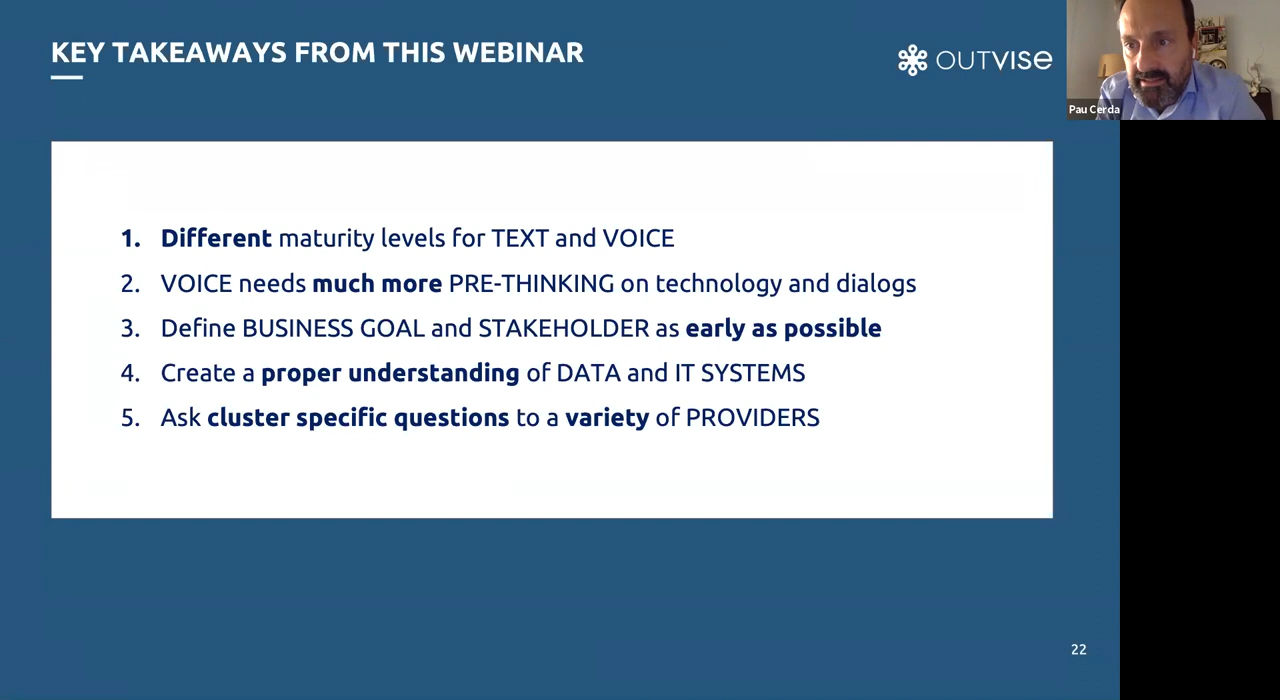 KEY TAKEAWAYS FROM THIS WEBINAR
OUTVISE
Pau Cerda
1. Different maturity levels for TEXT and VOICE
2. VOICE needs much more PRE-THINKING on technology and dialogs
3. Define BUSINESS GOAL and STAKEHOLDER as early as possible
4. Create a proper understanding of DATA and IT SYSTEMS
5. Ask cluster specific questions to a variety of PROVIDERS
22